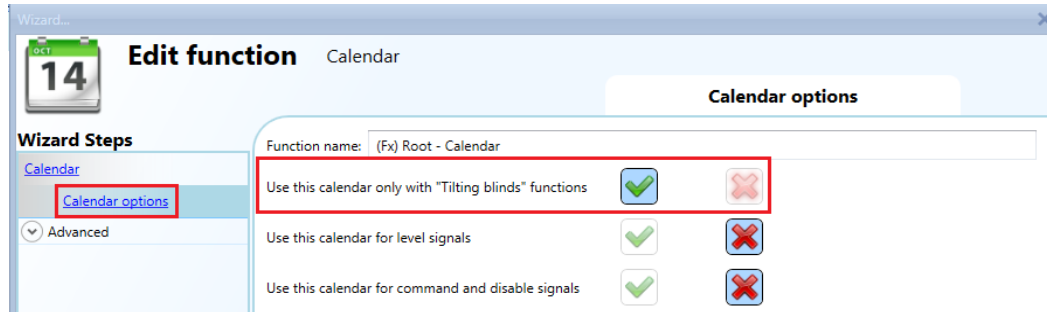 Wizard...
OCT
14
Edit function Calendar
Calendar options
Wizard Steps
Calendar
Calendar options
Advanced
Function name: (Fx) Root - Calendar
Use this calendar only with "Tilting blinds" functions
Use this calendar for level signals
Use this calendar for command and disable signals